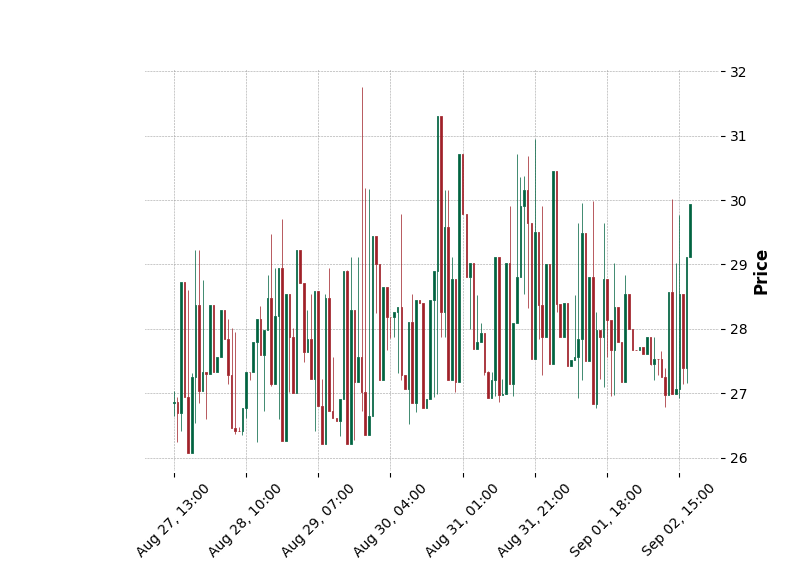 32
31
30
29
28
27
26
Price
Aug 27, 13:00
Aug 28, 10:00
Aug 29, 07:00
Aug 30, 04:00
Aug 31, 01:00
Aug 31, 21:00
Sep 01, 18:00
Sep 02, 15:00